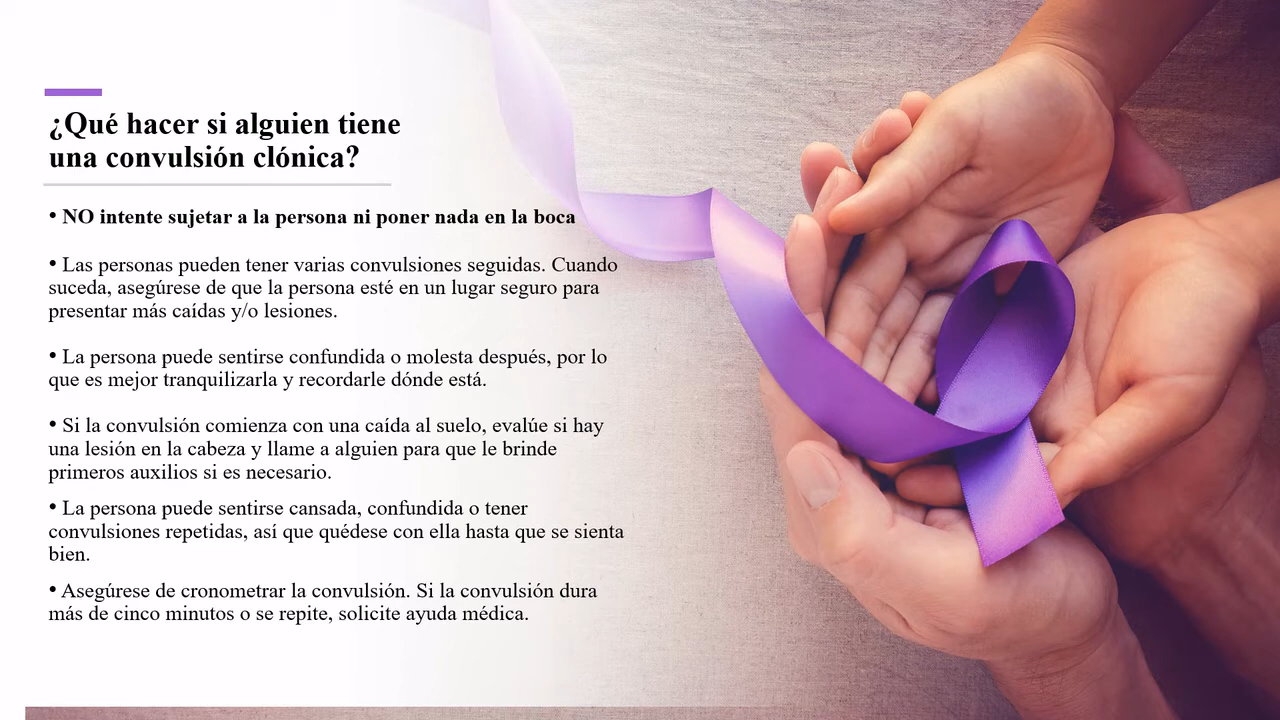 ¿Qué hacer si alguien tiene
una convulsión clónica?
• NO intente sujetar a la persona ni poner nada en la boca
• Las personas pueden tener varias convulsiones seguidas. Cuando
suceda, asegúrese de que la persona esté en un lugar seguro para
presentar más caídas y/o lesiones.
• La persona puede sentirse confundida o molesta después, por lo
que es mejor tranquilizarla y recordarle dónde está.
• Si la convulsión comienza con una caída al suelo, evalúe si hay
una lesión en la cabeza y llame a alguien para que le brinde
primeros auxilios si es necesario.
• La persona puede sentirse cansada, confundida o tener
convulsiones repetidas, así que quédese con ella hasta que se sienta
bien.
• Asegúrese de cronometrar la convulsión. Si la convulsión dura
más de cinco minutos o se repite, solicite ayuda médica.